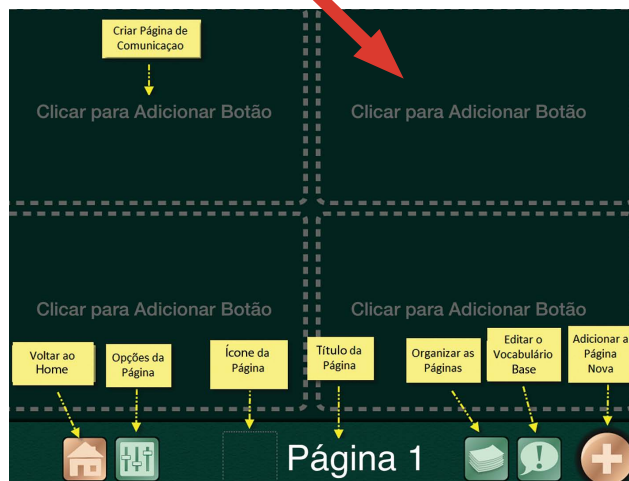 Criar Página de
Comunicaçao
Clicar para Adicionar Botão
Clicar para Adicionar Botão
Clicar para Adicionar Botão
Clicar para Adicionar Botão
Voltar ao
Home
Opções da
Página
Ícone da
Página
Título da
Página
Organizar as
Páginas
Editar o
Vocabulário
Base
Adicionar a
Página
Nova
Página 1